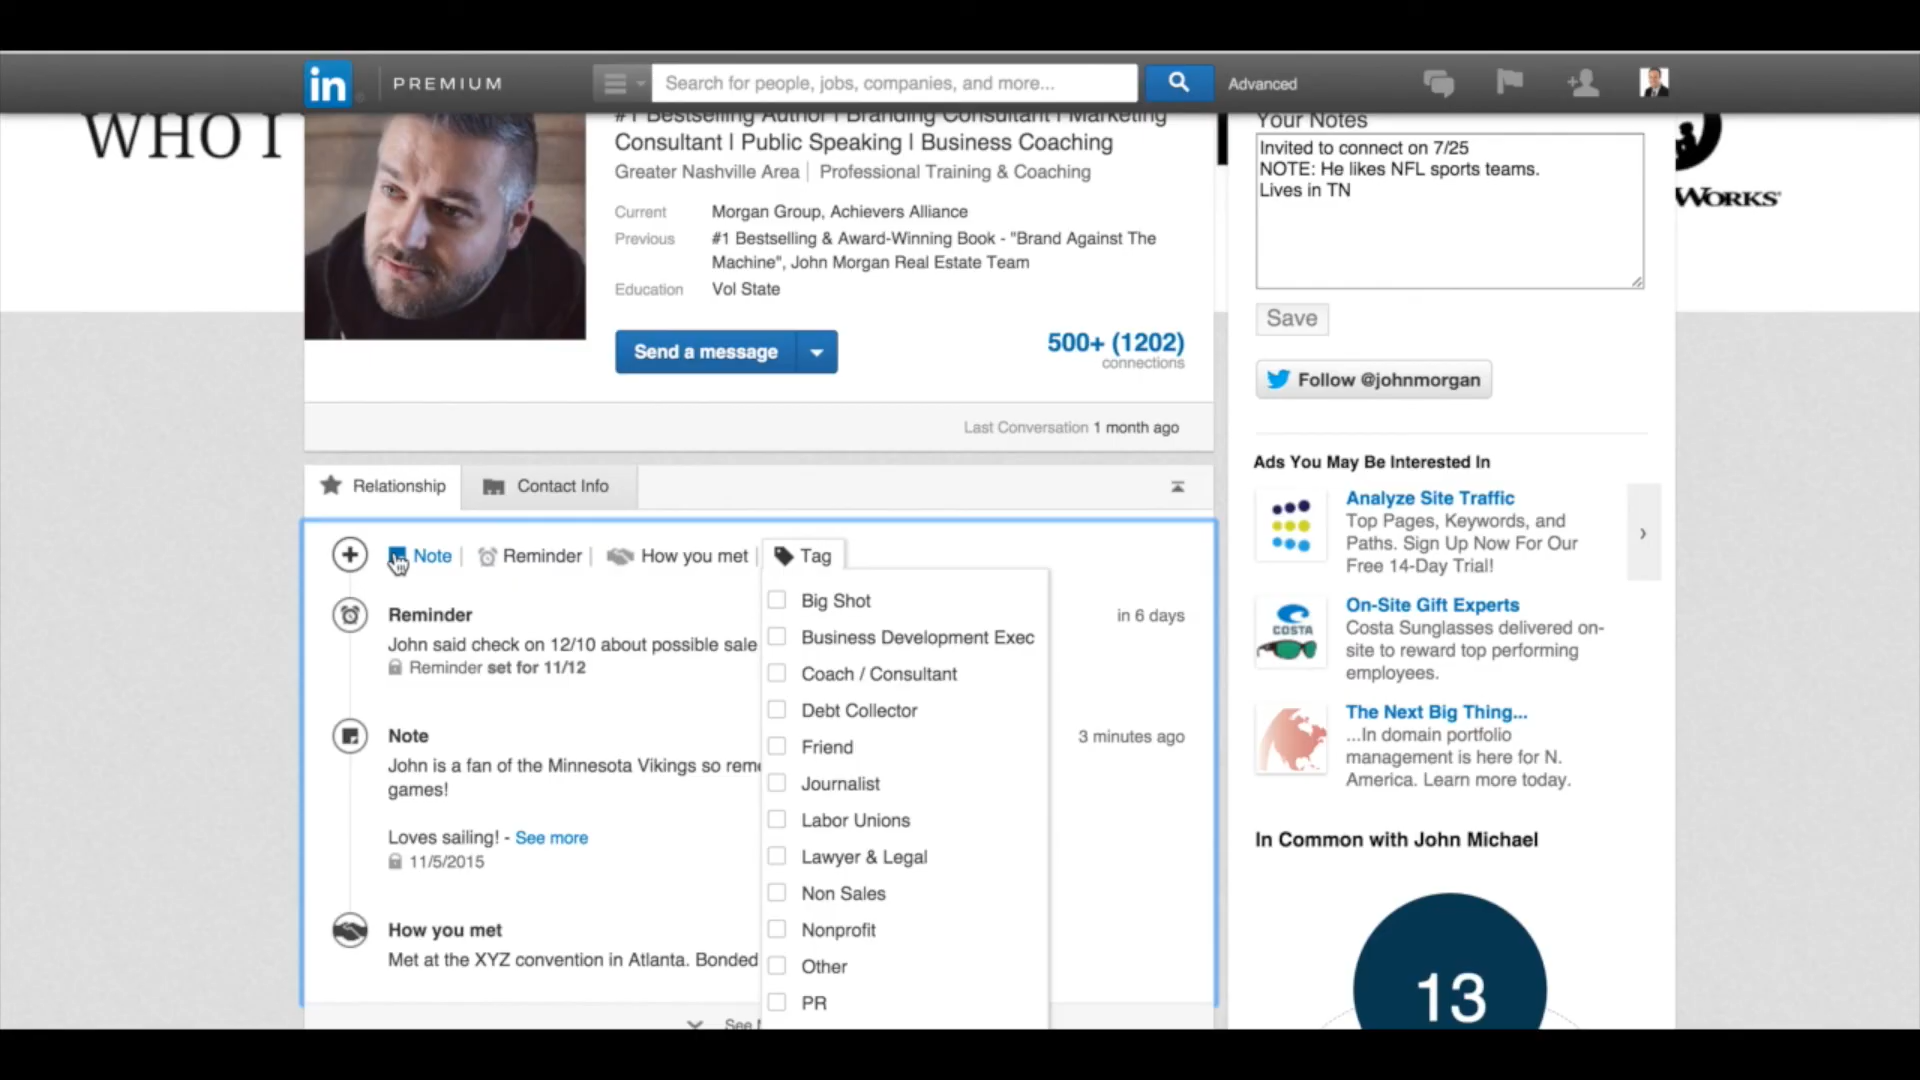 in PREMIUM Search for people, jobs, companies, and more... Advanced
WHO I
#1 Bestselling Author | Branding Consultant | Marketing
Consultant | Public Speaking | Business Coaching
Greater Nashville Area | Professional Training & Coaching
Current Morgan Group, Achievers Alliance
Previous #1 Bestselling & Award-Winning Book - "Brand Against The
Machine", John Morgan Real Estate Team
Education Vol State
Send a message
500+ (1202)
connections
Last Conversation 1 month ago
Your Notes
Invited to connect on 7/25
NOTE: He likes NFL sports teams.
Lives in TN
WORKS®
Save
Follow @johnmorgan
Relationship Contact Info
Note | Reminder | How you met | Tag
Reminder in 6 days
John said check on 12/10 about possible sale
Reminder set for 11/12
Note 3 minutes ago
John is a fan of the Minnesota Vikings so
games!
Loves sailing! - See more
11/5/2015
How you met
Met at the XYZ convention in Atlanta. Bonded
See
Big Shot
Business Development Exec
Coach / Consultant
Debt Collector
Friend
Journalist
Labor Unions
Lawyer & Legal
Non Sales
Nonprofit
Other
PR
Ads You May Be Interested In
Analyze Site Traffic
Top Pages, Keywords, and
Paths. Sign Up Now For Our
Free 14-Day Trial!
COSTA
On-Site Gift Experts
Costa Sunglasses delivered on-
site to reward top performing
employees.
The Next Big Thing...
...In domain portfolio
management is here for N.
America. Learn more today.
In Common with John Michael
13